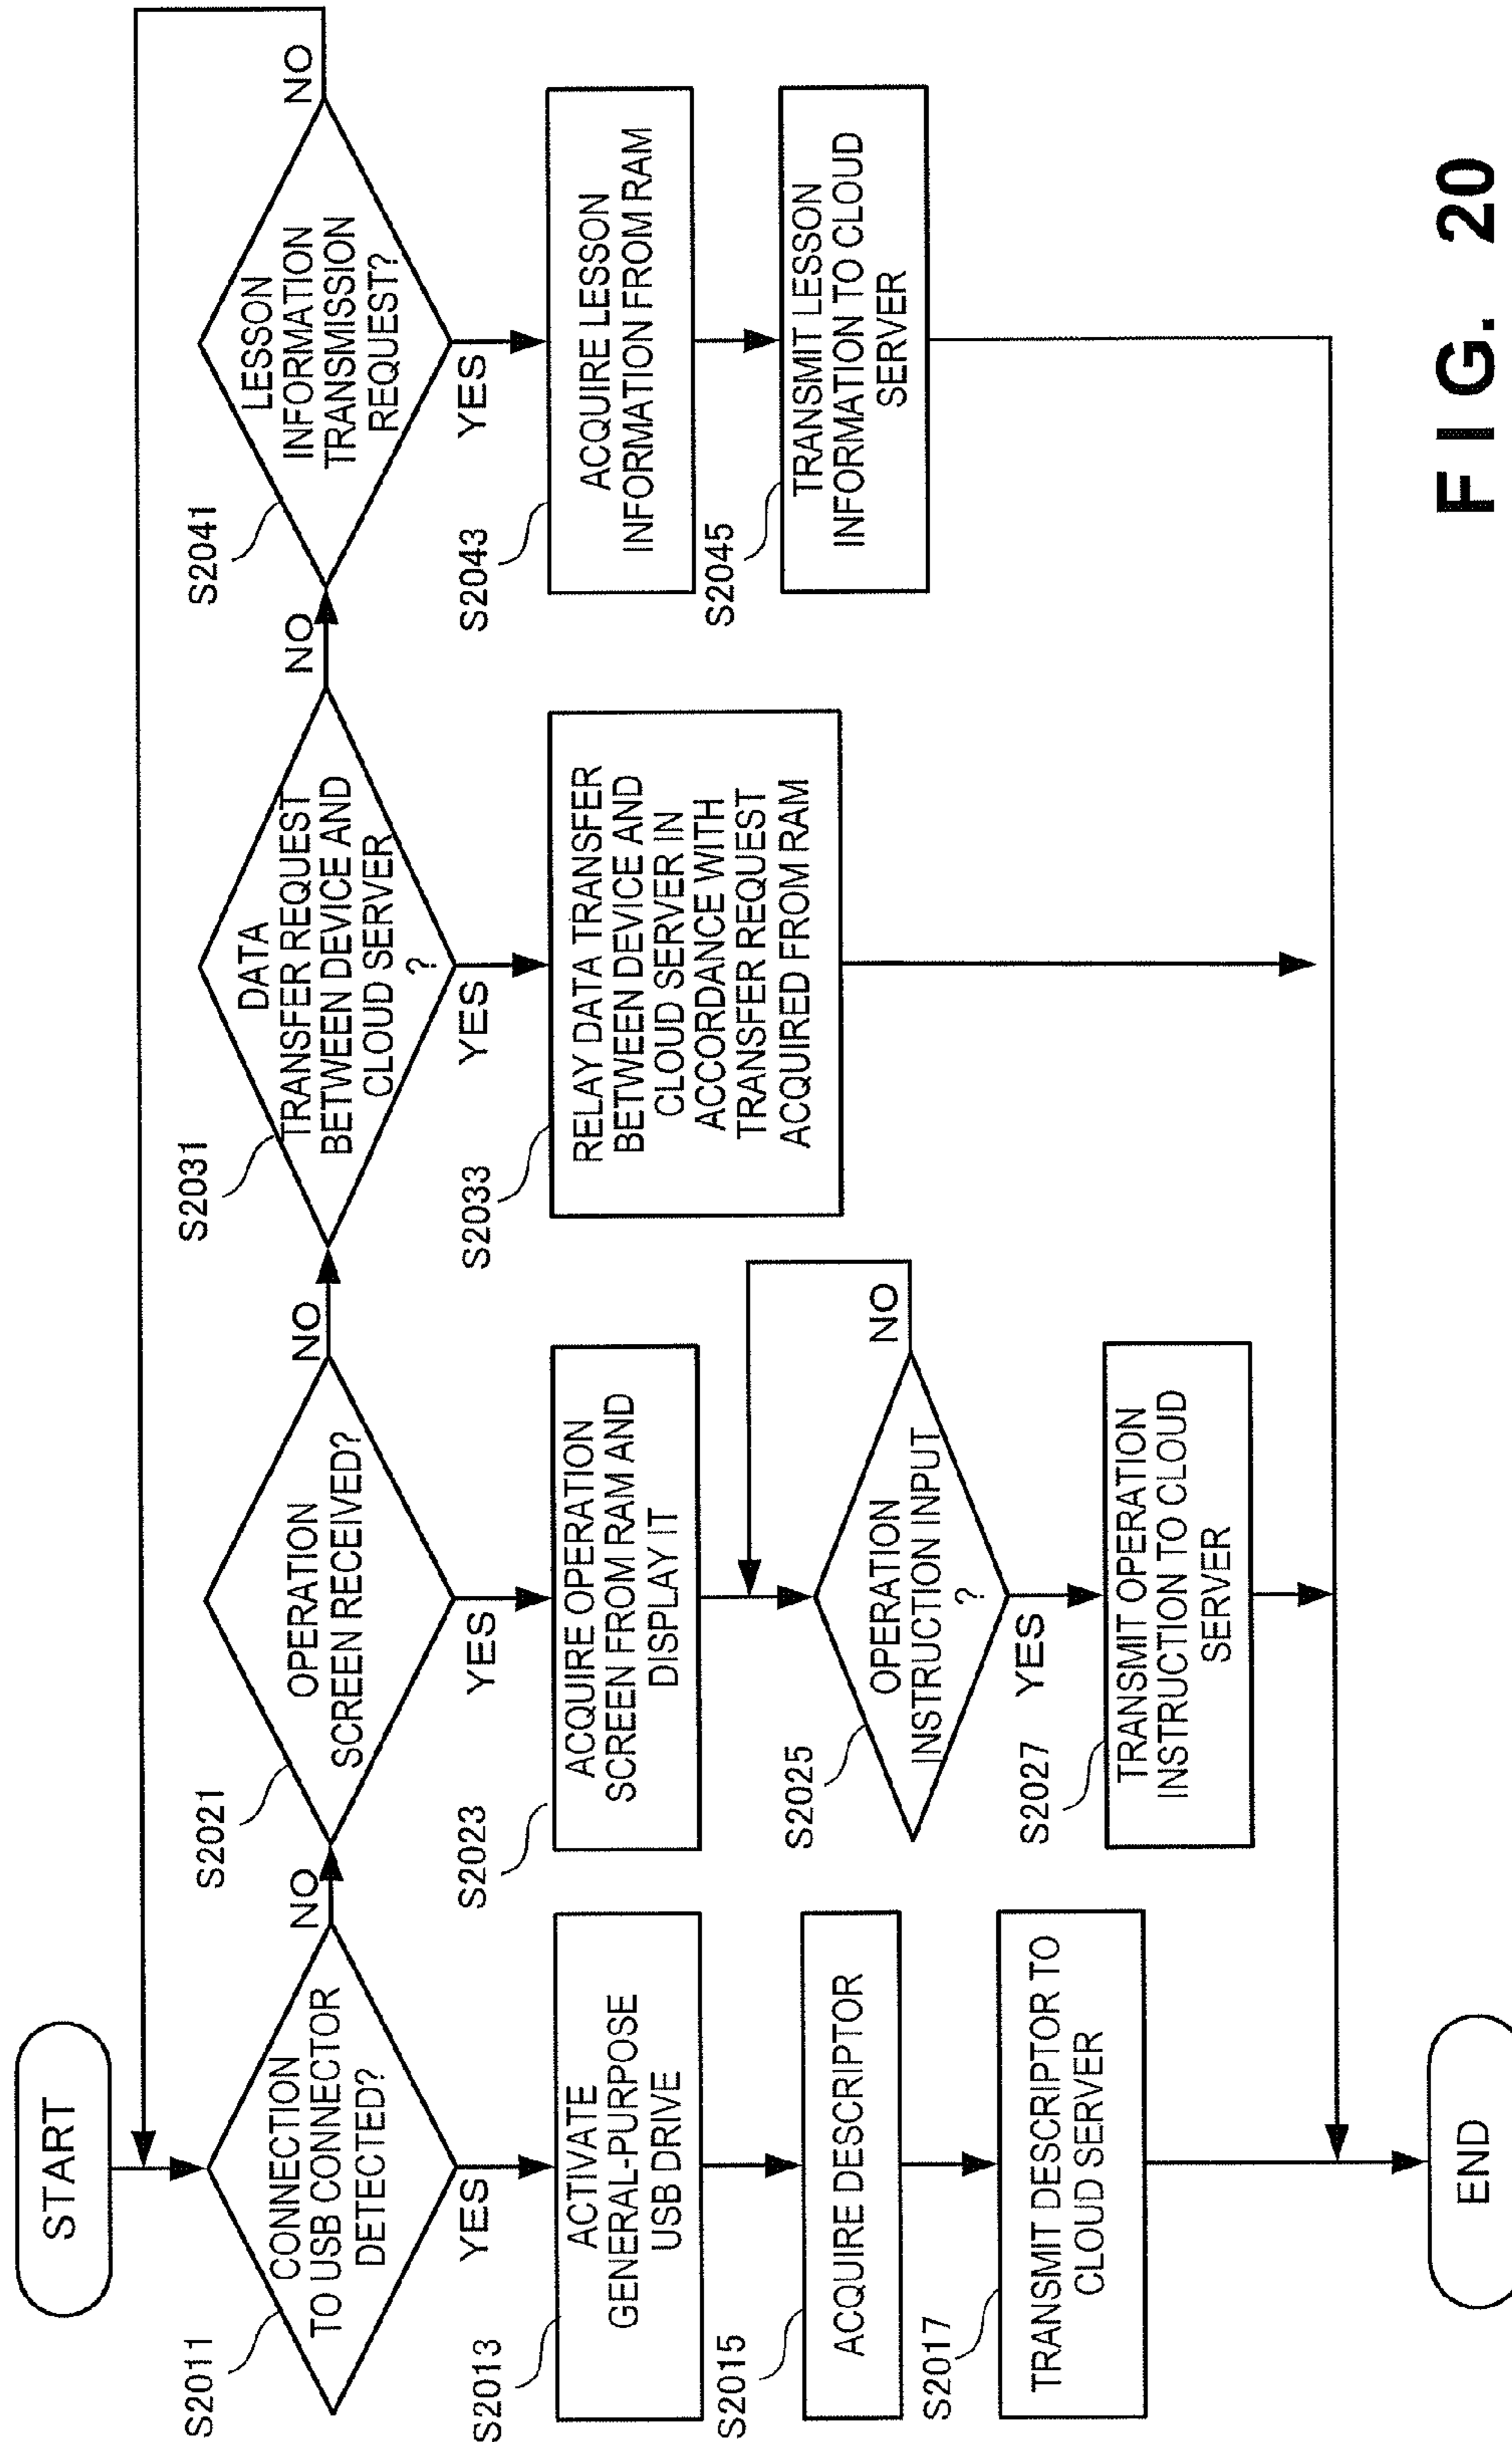 START
S2011
CONNECTION
TO USB CONNECTOR
DETECTED?
NO
YES
S2013
ACTIVATE
GENERAL-PURPOSE
USB DRIVE
S2015
ACQUIRE DESCRIPTOR
S2017
TRANSMIT DESCRIPTOR TO
CLOUD SERVER
S2021
OPERATION
SCREEN RECEIVED?
NO
YES
S2023
ACQUIRE OPERATION
SCREEN FROM RAM AND
DISPLAY IT
S2025
OPERATION
INSTRUCTION INPUT
?
NO
YES
S2027
TRANSMIT OPERATION
INSTRUCTION TO CLOUD
SERVER
S2031
DATA
TRANSFER REQUEST
BETWEEN DEVICE AND
CLOUD SERVER
?
NO
YES
S2033
RELAY DATA TRANSFER
BETWEEN DEVICE AND
CLOUD SERVER IN
ACCORDANCE WITH
TRANSFER REQUEST
ACQUIRED FROM RAM
S2041
LESSON
INFORMATION
TRANSMISSION
REQUEST?
NO
YES
S2043
ACQUIRE LESSON
INFORMATION FROM RAM
S2045
TRANSMIT LESSON
INFORMATION TO CLOUD
SERVER
END
FIG. 20